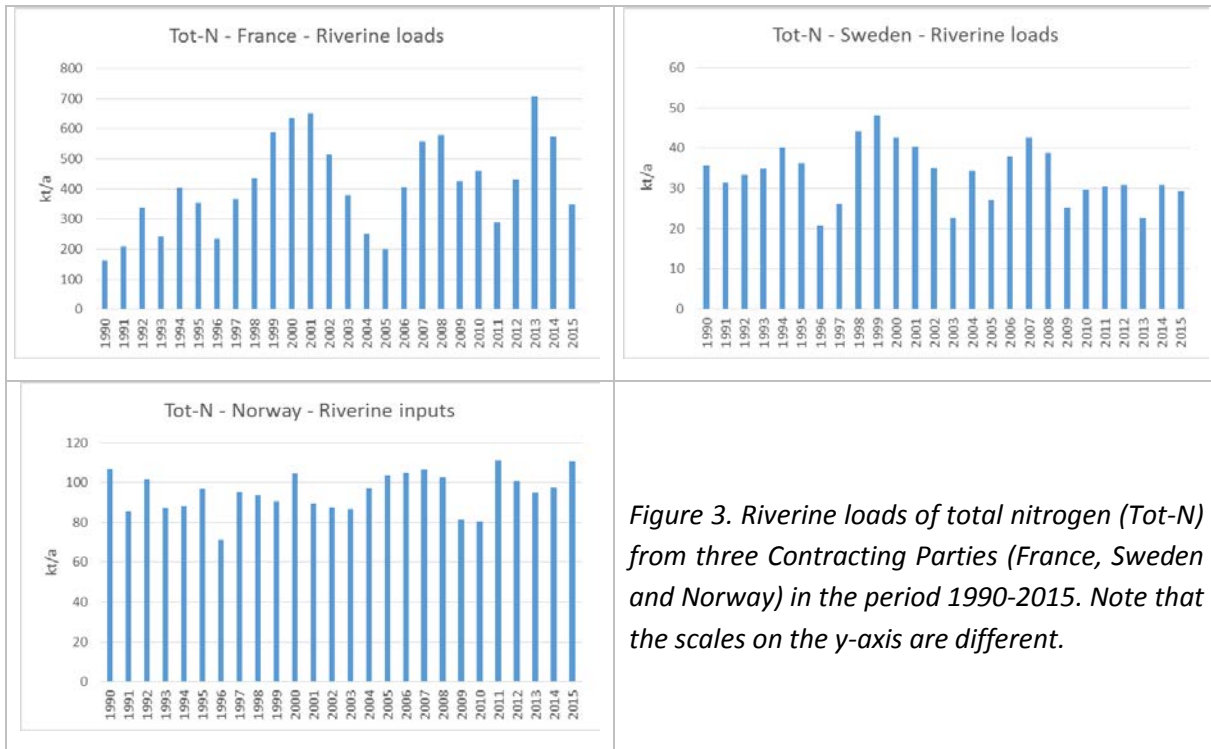 Tot-N - France - Riverine loads
800
700
600
500
400
300
200
100
0
kt/a
1990 1991 1992 1993 1994 1995 1996 1997 1998 1999 2000 2001 2002 2003 2004 2005 2006 2007 2008 2009 2010 2011 2012 2013 2014 2015
Tot-N - Sweden - Riverine loads
60
50
40
30
20
10
0
kt/a
1990 1991 1992 1993 1994 1995 1996 1997 1998 1999 2000 2001 2002 2003 2004 2005 2006 2007 2008 2009 2010 2011 2012 2013 2014 2015
Tot-N - Norway - Riverine inputs
120
100
80
60
40
20
0
kt/a
1990 1991 1992 1993 1994 1995 1996 1997 1998 1999 2000 2001 2002 2003 2004 2005 2006 2007 2008 2009 2010 2011 2012 2013 2014 2015
Figure 3. Riverine loads of total nitrogen (Tot-N)
from three Contracting Parties (France, Sweden
and Norway) in the period 1990-2015. Note that
the scales on the y-axis are different.